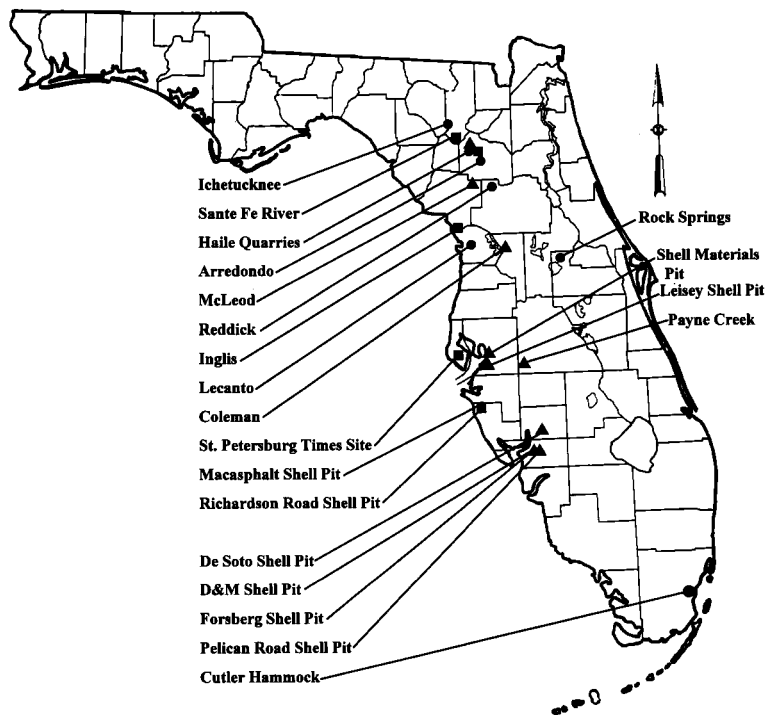 Ichetucknee
Sante Fe River
Haile Quarries
Arredondo
McLeod
Reddick
Inglis
Lecanto
Coleman
St. Petersburg Times Site
Macasphalt Shell Pit
Richardson Road Shell Pit
De Soto Shell Pit
D&M Shell Pit
Forsberg Shell Pit
Pelican Road Shell Pit
Cutler Hammock
Rock Springs
Shell Materials
Pit
Leisey Shell Pit
Payne Creek